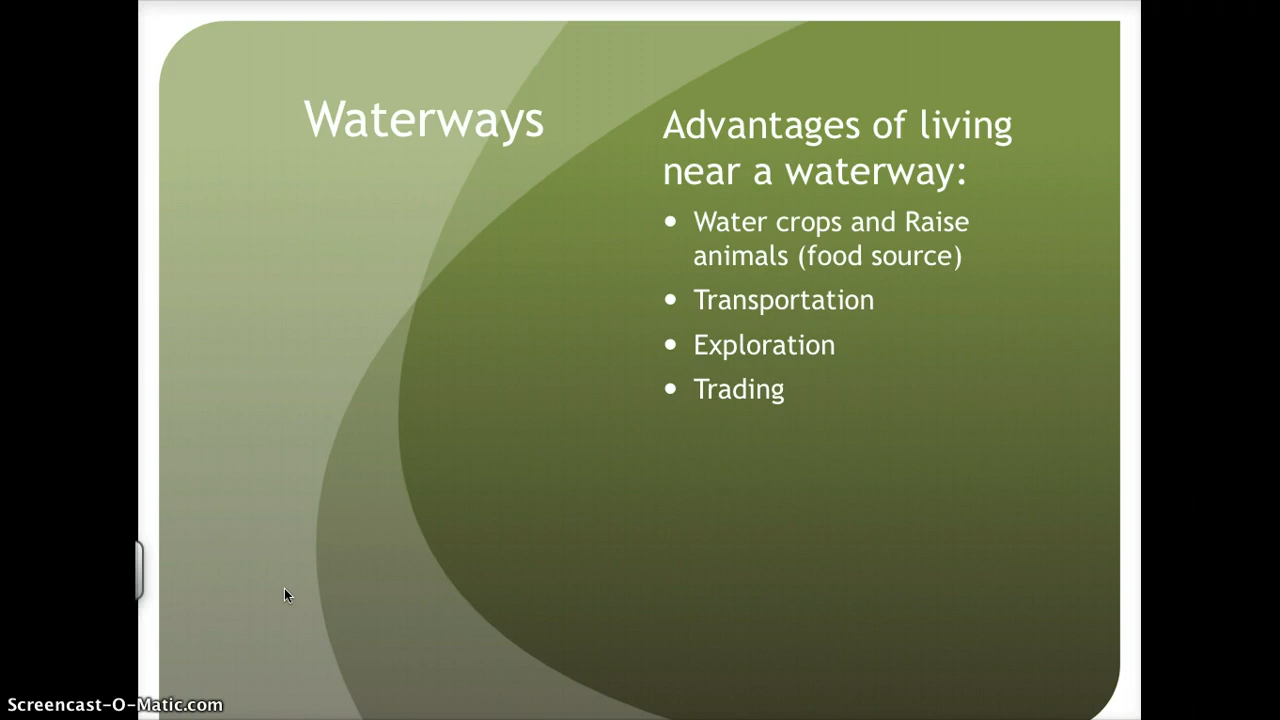 Waterways
Advantages of living
near a waterway:
• Water crops and Raise
animals (food source)
• Transportation
• Exploration
• Trading
Screencast-O-Matic.com